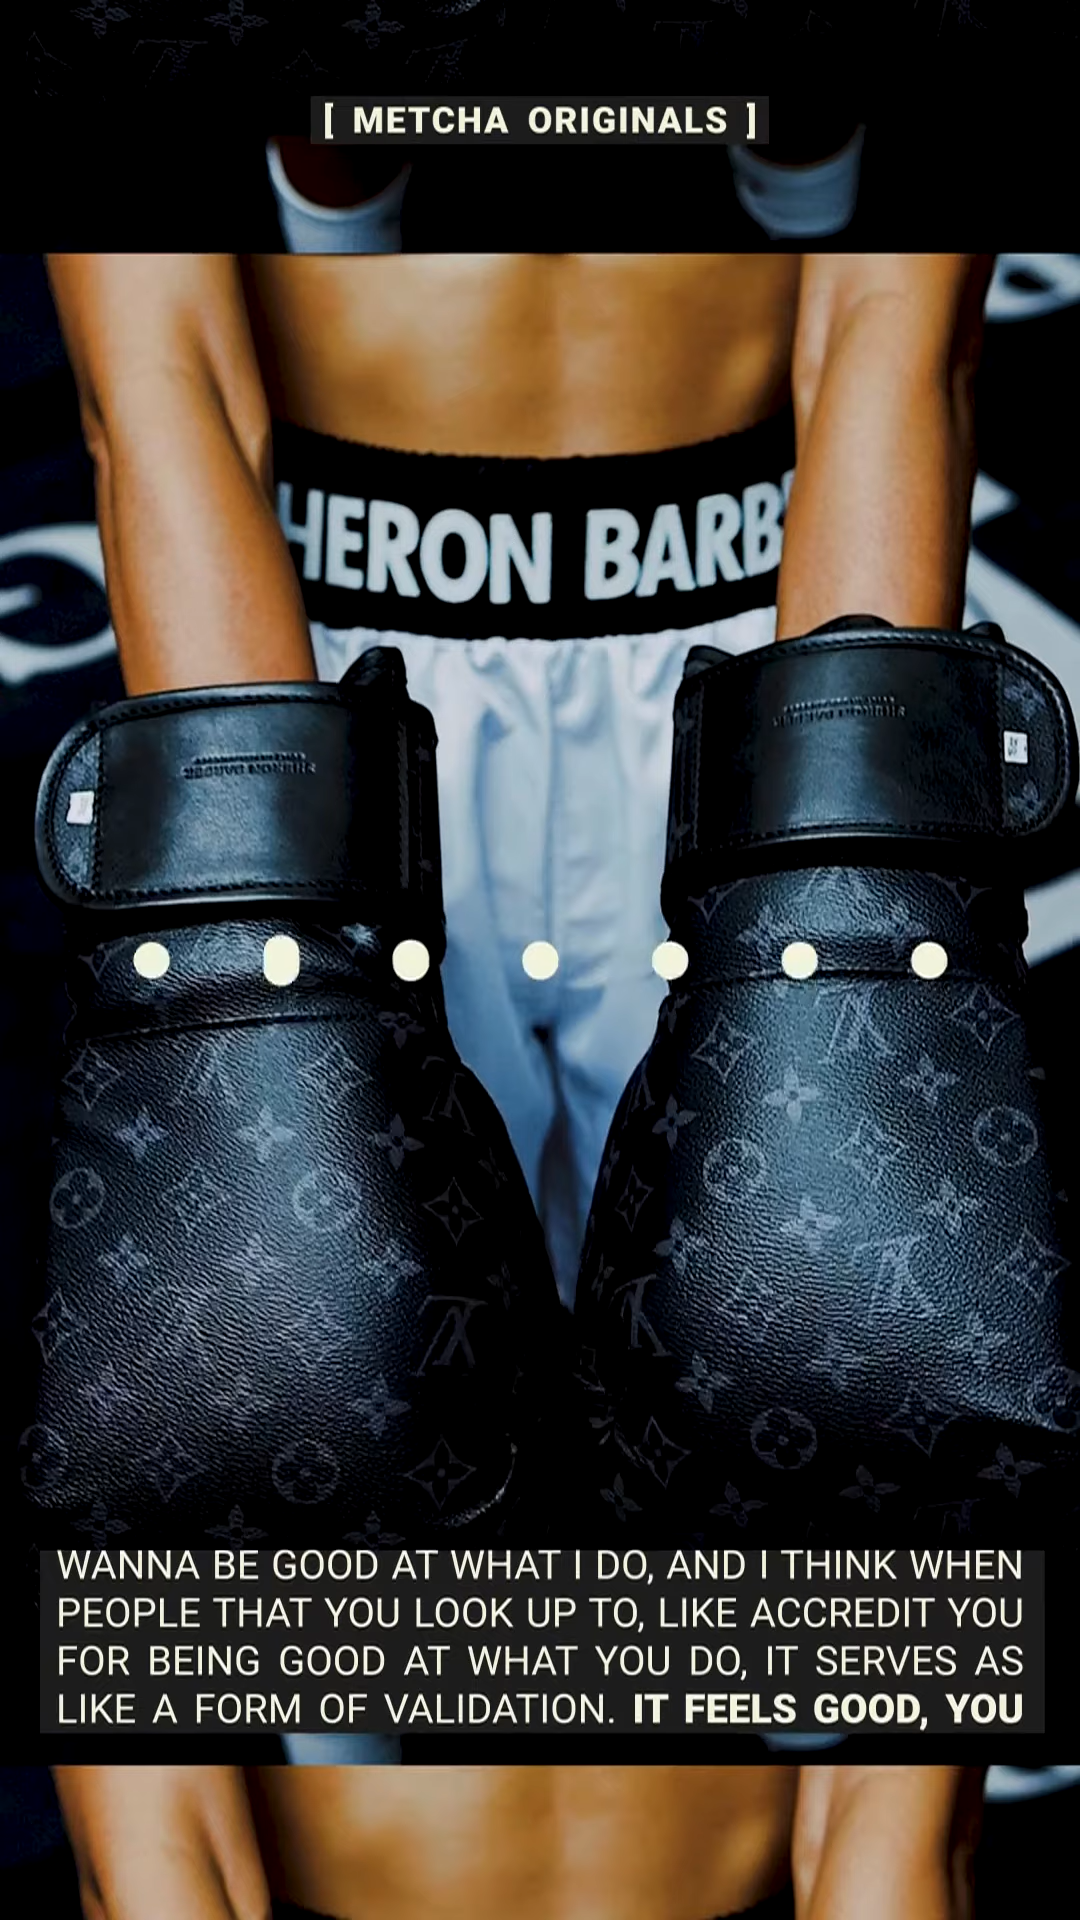 [ METCHA ORIGINALS ]
HERON BARB
WANNA BE GOOD AT WHAT I DO, AND I THINK WHEN
PEOPLE THAT YOU LOOK UP TO, LIKE ACCREDIT YOU
FOR BEING GOOD AT WHAT YOU DO, IT SERVES AS
LIKE A FORM OF VALIDATION. IT FEELS GOOD, YOU